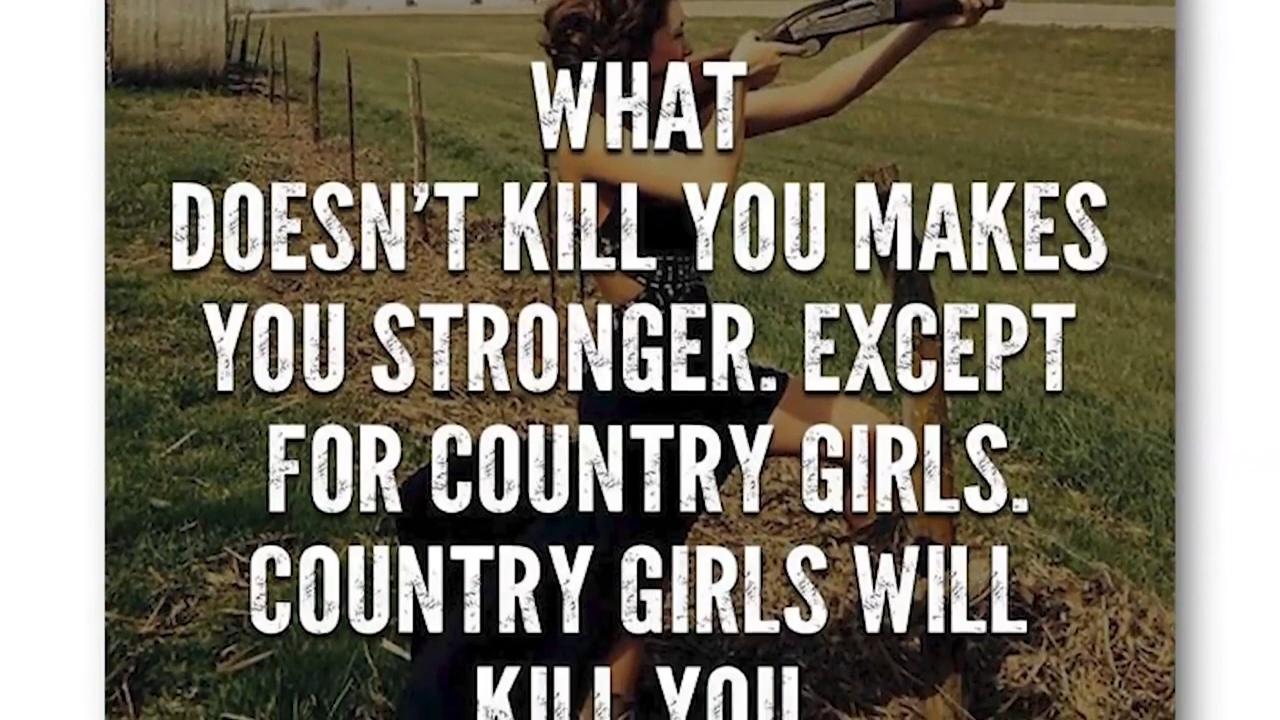 WHAT
DOESN'T KILL YOU MAKES
YOU STRONGER. EXCEPT
FOR COUNTRY GIRLS.
COUNTRY GIRLS WILL
KILL YOU